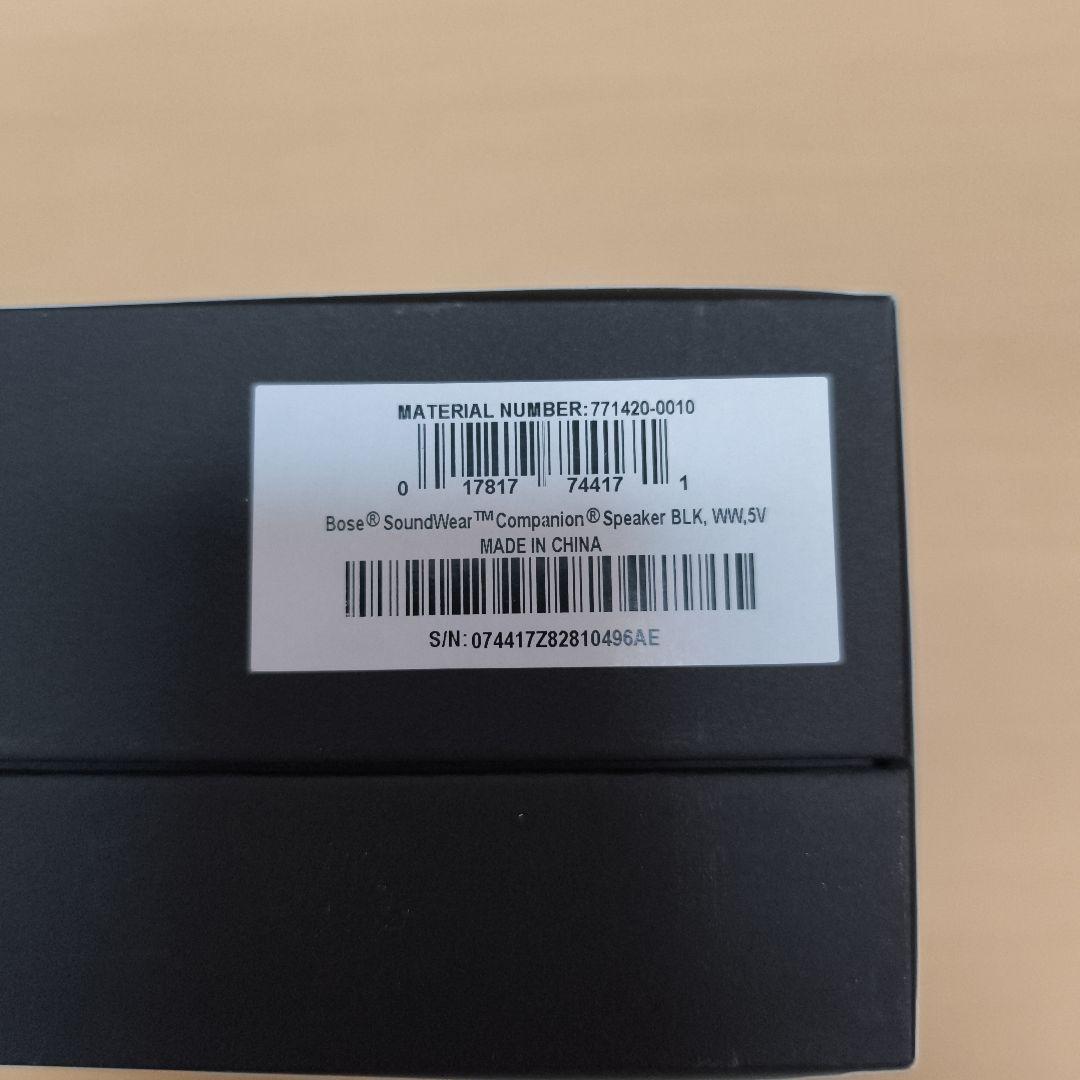 MATERIAL NUMBER:771420-0010
0 17817 74417 1
Bose® SoundWear™ Companion® Speaker BLK, WW,5V
MADE IN CHINA
S/N: 074417Z82810496AE